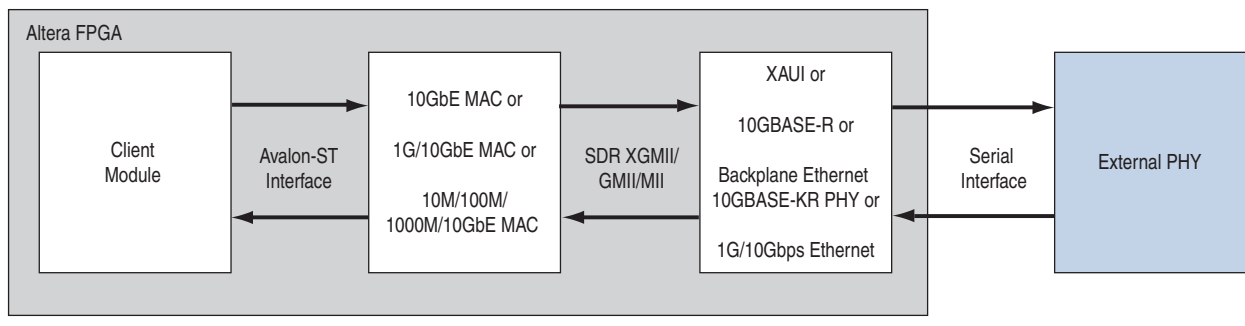 Altera FPGA
Client
Module
Avalon-ST
Interface
10GbE MAC or
1G/10GbE MAC or
10M/100M/
1000M/10GbE MAC
SDR XGMII/
GMII/MII
XAUI or
10GBASE-R or
Backplane Ethernet
10GBASE-KR PHY or
1G/10Gbps Ethernet
Serial
Interface
External PHY